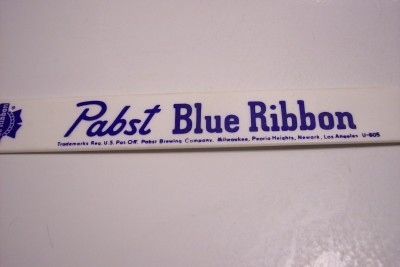 Pabst Blue Ribbon
Trademarks Reg. U.S. Pat. Off. Pabst Brewing Company. Milwaukee, Peoria Heights, Newark, Los Angeles U-605